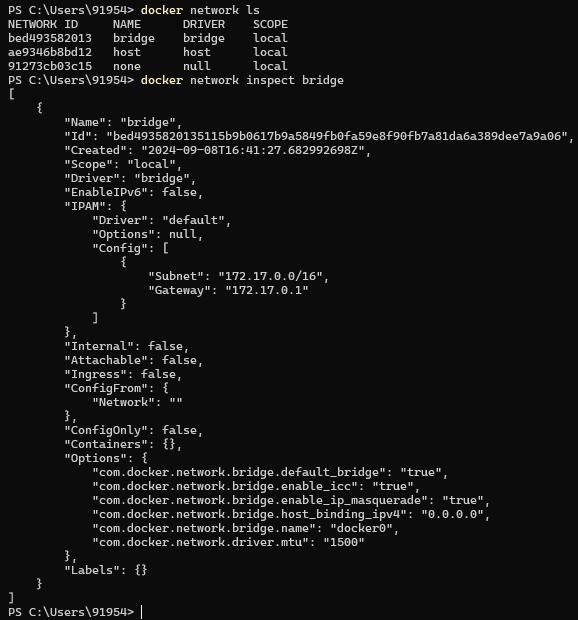 PS C:\Users\91954> docker network ls
NETWORK ID     NAME      DRIVER    SCOPE
bed493582013   bridge    bridge    local
ae9346b8bd12   host      host      local
91273cb03c15   none      null      local
PS C:\Users\91954> docker network inspect bridge
[
    {
        "Name": "bridge",
        "Id": "bed4935820135115b9b0617b9a5849fb0fa59e8f90fb7a81da6a389dee7a9a06",
        "Created": "2024-09-08T16:41:27.682992698Z",
        "Scope": "local",
        "Driver": "bridge",
        "EnableIPv6": false,
        "IPAM": {
            "Driver": "default",
            "Options": null,
            "Config": [
                {
                    "Subnet": "172.17.0.0/16",
                    "Gateway": "172.17.0.1"
                }
            ]
        },
        "Internal": false,
        "Attachable": false,
        "Ingress": false,
        "ConfigFrom": {
            "Network": ""
        },
        "ConfigOnly": false,
        "Containers": {},
        "Options": {
            "com.docker.network.bridge.default_bridge": "true",
            "com.docker.network.bridge.enable_icc": "true",
            "com.docker.network.bridge.enable_ip_masquerade": "true",
            "com.docker.network.bridge.host_binding_ipv4": "0.0.0.0",
            "com.docker.network.bridge.name": "docker0",
            "com.docker.network.driver.mtu": "1500"
        },
        "Labels": {}
    }
]
PS C:\Users\91954>